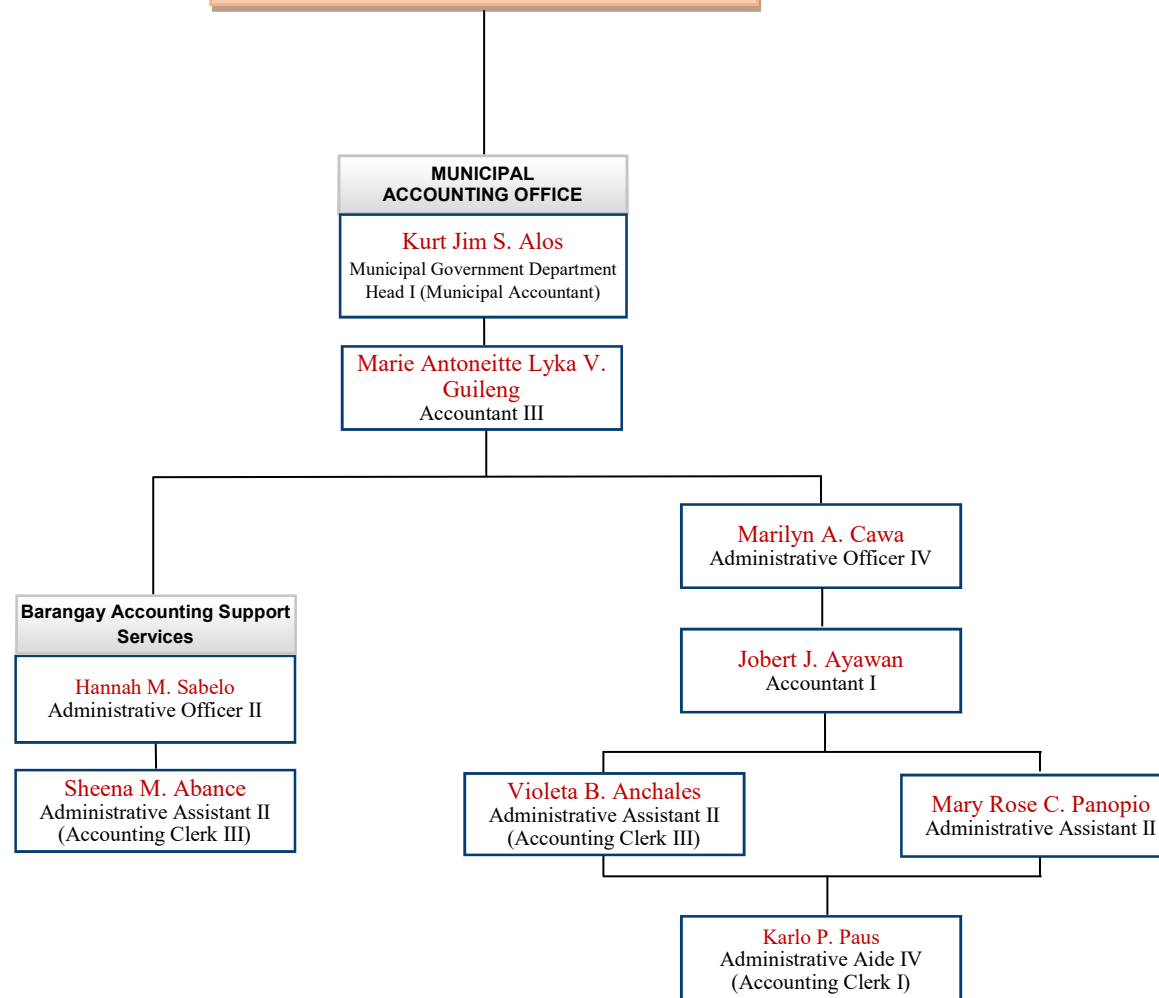 MUNICIPAL
ACCOUNTING OFFICE
Kurt Jim S. Alos
Municipal Government Department
Head I (Municipal Accountant)
Marie Antoneitte Lyka V.
Guileng
Accountant III
Marilyn A. Cawa
Administrative Officer IV
Barangay Accounting Support
Services
Hannah M. Sabelo
Administrative Officer II
Jobert J. Ayawan
Accountant I
Sheena M. Abance
Administrative Assistant II
(Accounting Clerk III)
Violeta B. Anchales
Administrative Assistant II
(Accounting Clerk III)
Mary Rose C. Panopio
Administrative Assistant II
Karlo P. Paus
Administrative Aide IV
(Accounting Clerk I)